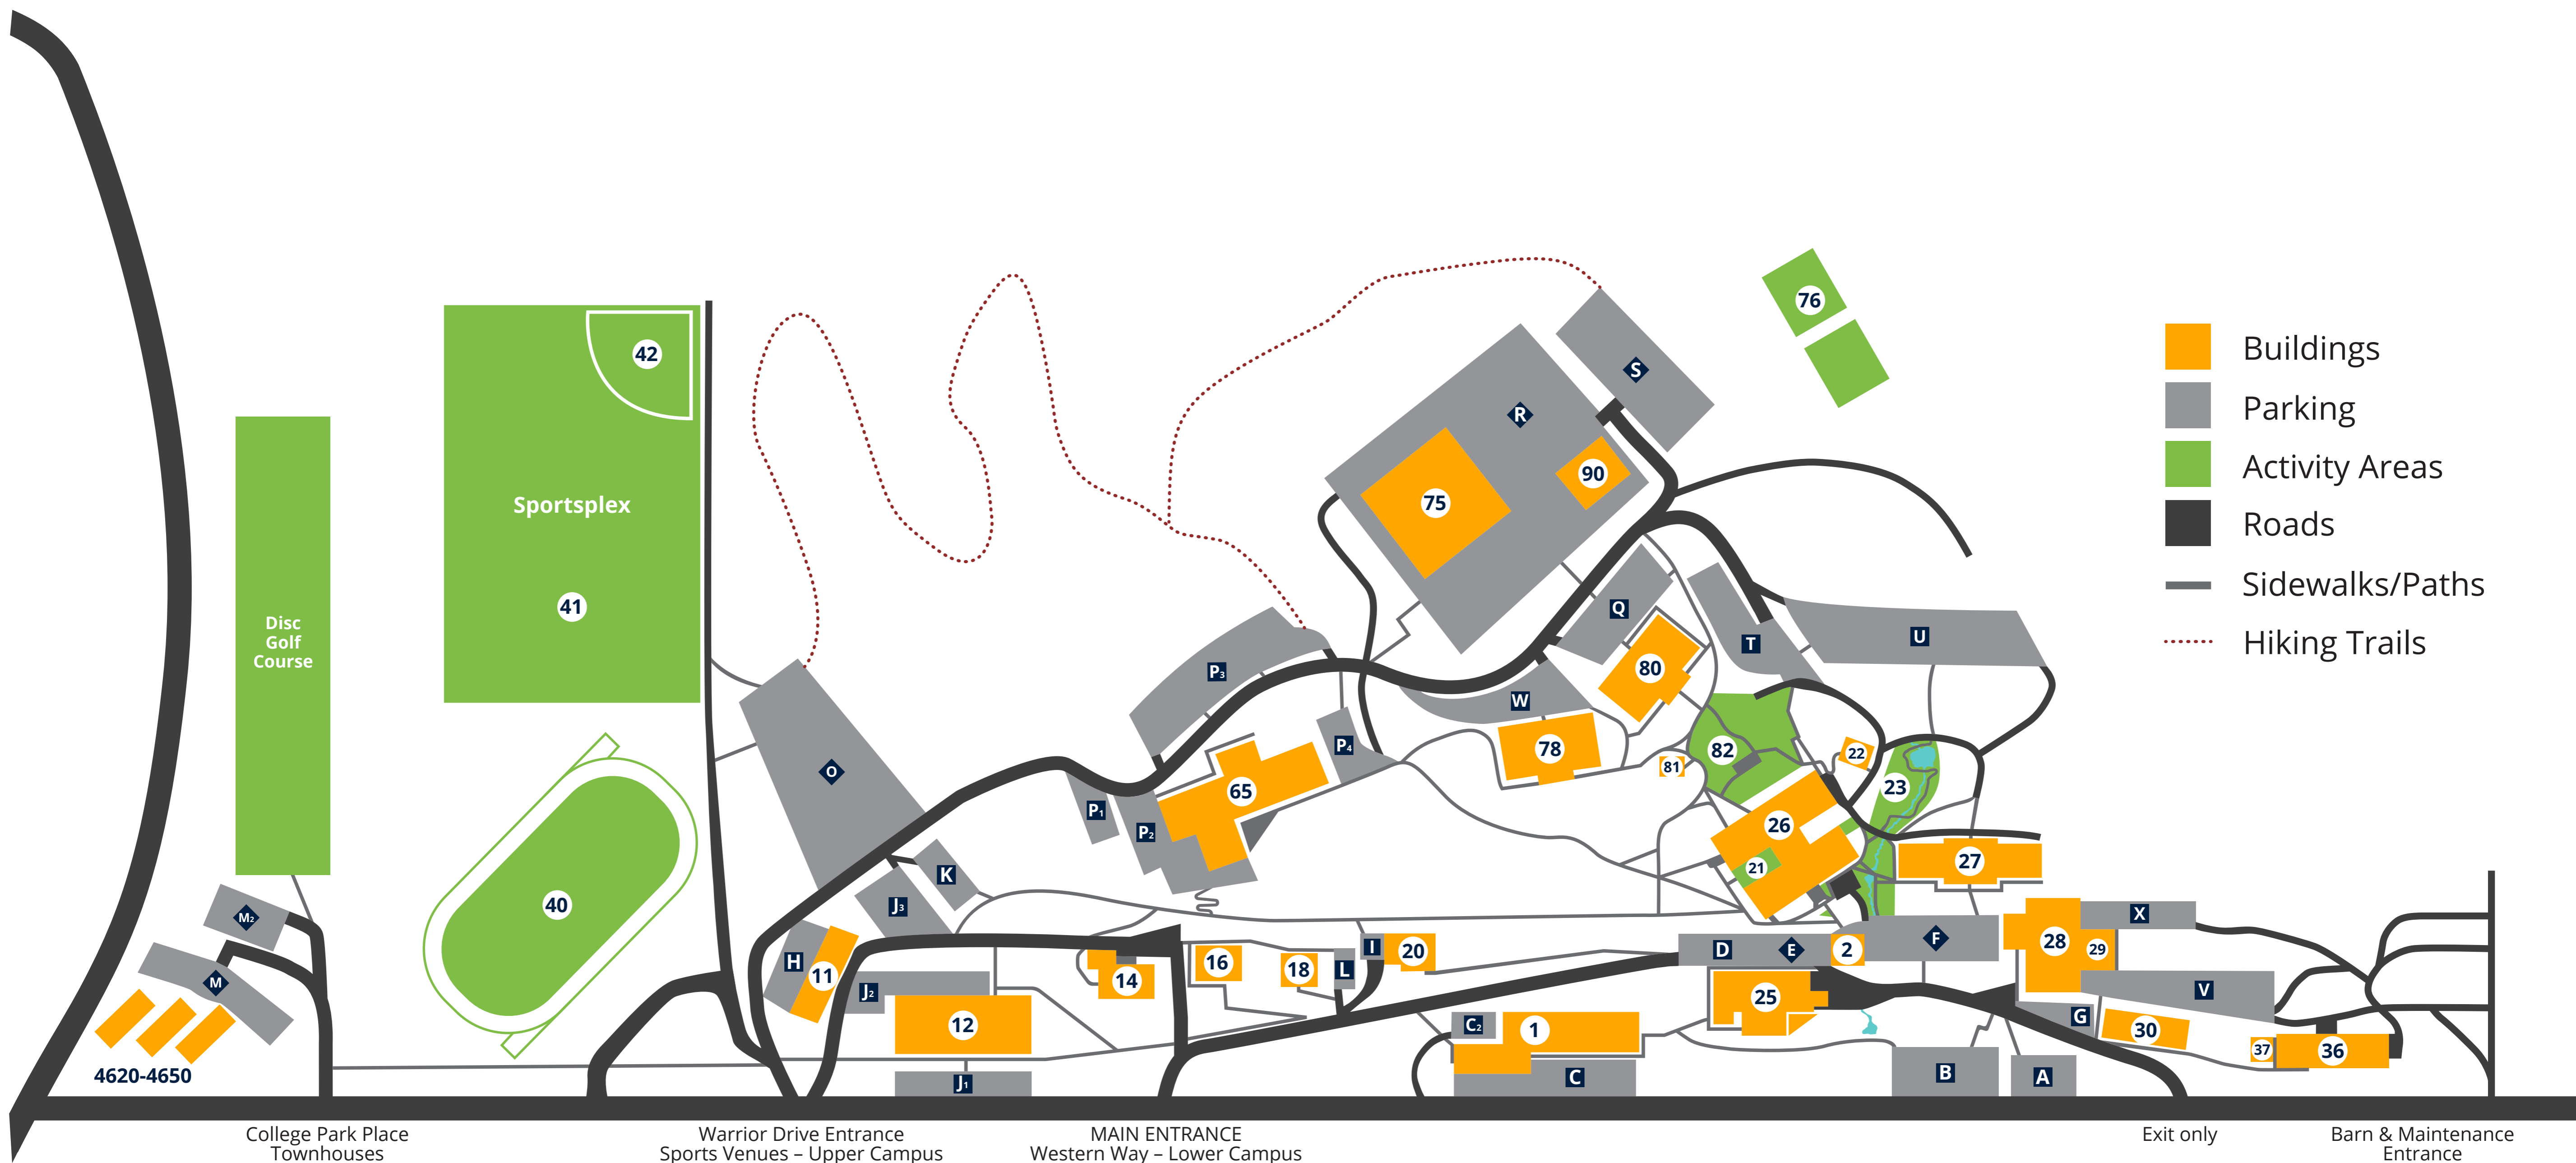 42
76
S
R
Buildings
Parking
Activity Areas
Roads
Sidewalks/Paths
Hiking Trails
75
90
Sportsplex
41
Disc
Golf
Course
Q
T
U
P3
80
W
O
P4
78
82
81
22
65
23
P1
P2
26
21
27
K
J3
40
M2
M
H
11
J2
12
14
16
18
L
I
20
D
E
2
F
28
29
X
V
25
C2
1
G
30
37
36
4620-4650
J1
C
B
A
College Park Place
Townhouses
Warrior Drive Entrance
Sports Venues – Upper Campus
MAIN ENTRANCE
Western Way – Lower Campus
Exit only
Barn & Maintenance
Entrance